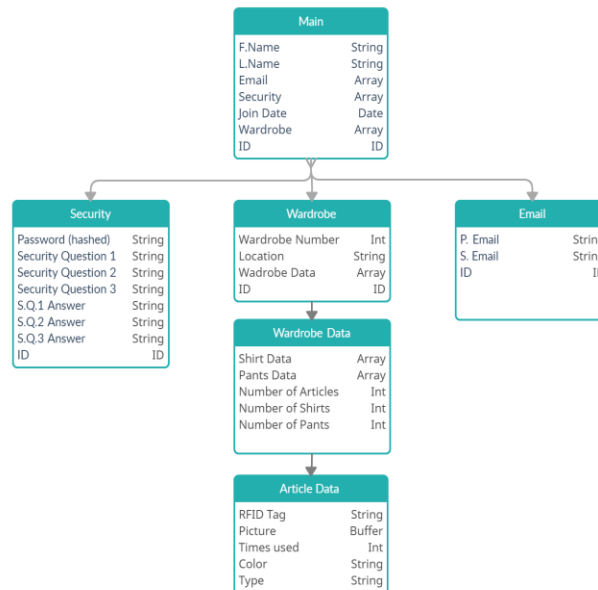 Main
F.Name String
L.Name String
Email Array
Security Array
Join Date Date
Wardrobe Array
ID ID
Security
Password (hashed) String
Security Question 1 String
Security Question 2 String
Security Question 3 String
S.Q.1 Answer String
S.Q.2 Answer String
S.Q.3 Answer String
ID ID
Wardrobe
Wardrobe Number Int
Location String
Wadrobe Data Array
ID ID
Email
P. Email
S. Email
ID
Wardrobe Data
Shirt Data Array
Pants Data Array
Number of Articles Int
Number of Shirts Int
Number of Pants Int
Article Data
RFID Tag String
Picture Buffer
Times used Int
Color String
Type String